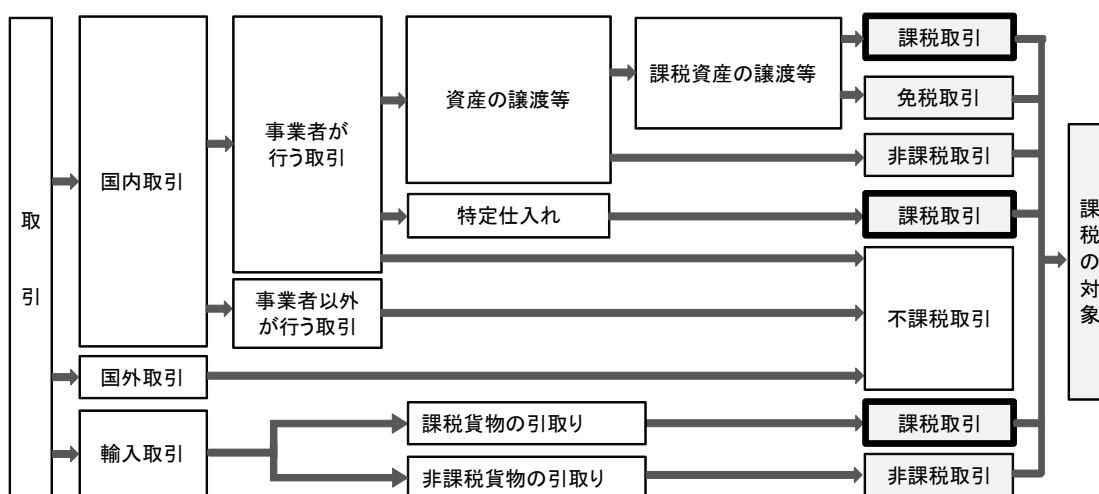 取引
国内取引
国外取引
輸入取引
事業者が
行う取引
事業者以外
が行う取引
資産の譲渡等
特定仕入れ
課税貨物の引取り
非課税貨物の引取り
課税資産の譲渡等
課税取引
免税取引
非課税取引
課税取引
不課税取引
課税取引
非課税取引
課税の対象